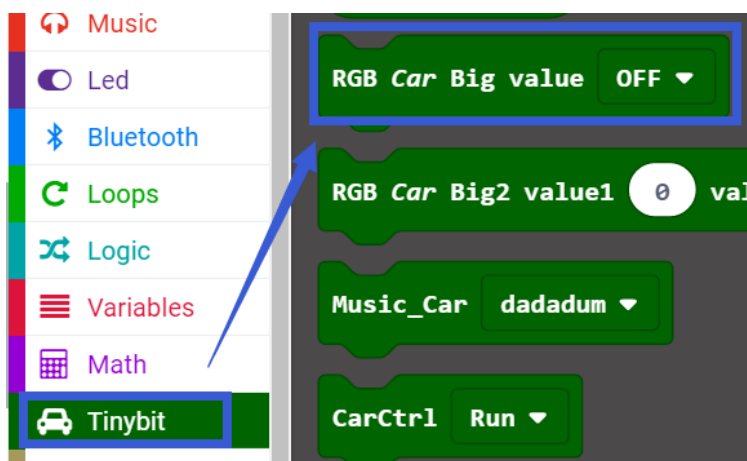 Music
Led
Bluetooth
Loops
Logic
Variables
Math
Tinybit
RGB Car Big value OFF
RGB Car Big2 value1 0 val
Music_Car dadadum
CarCtrl Run